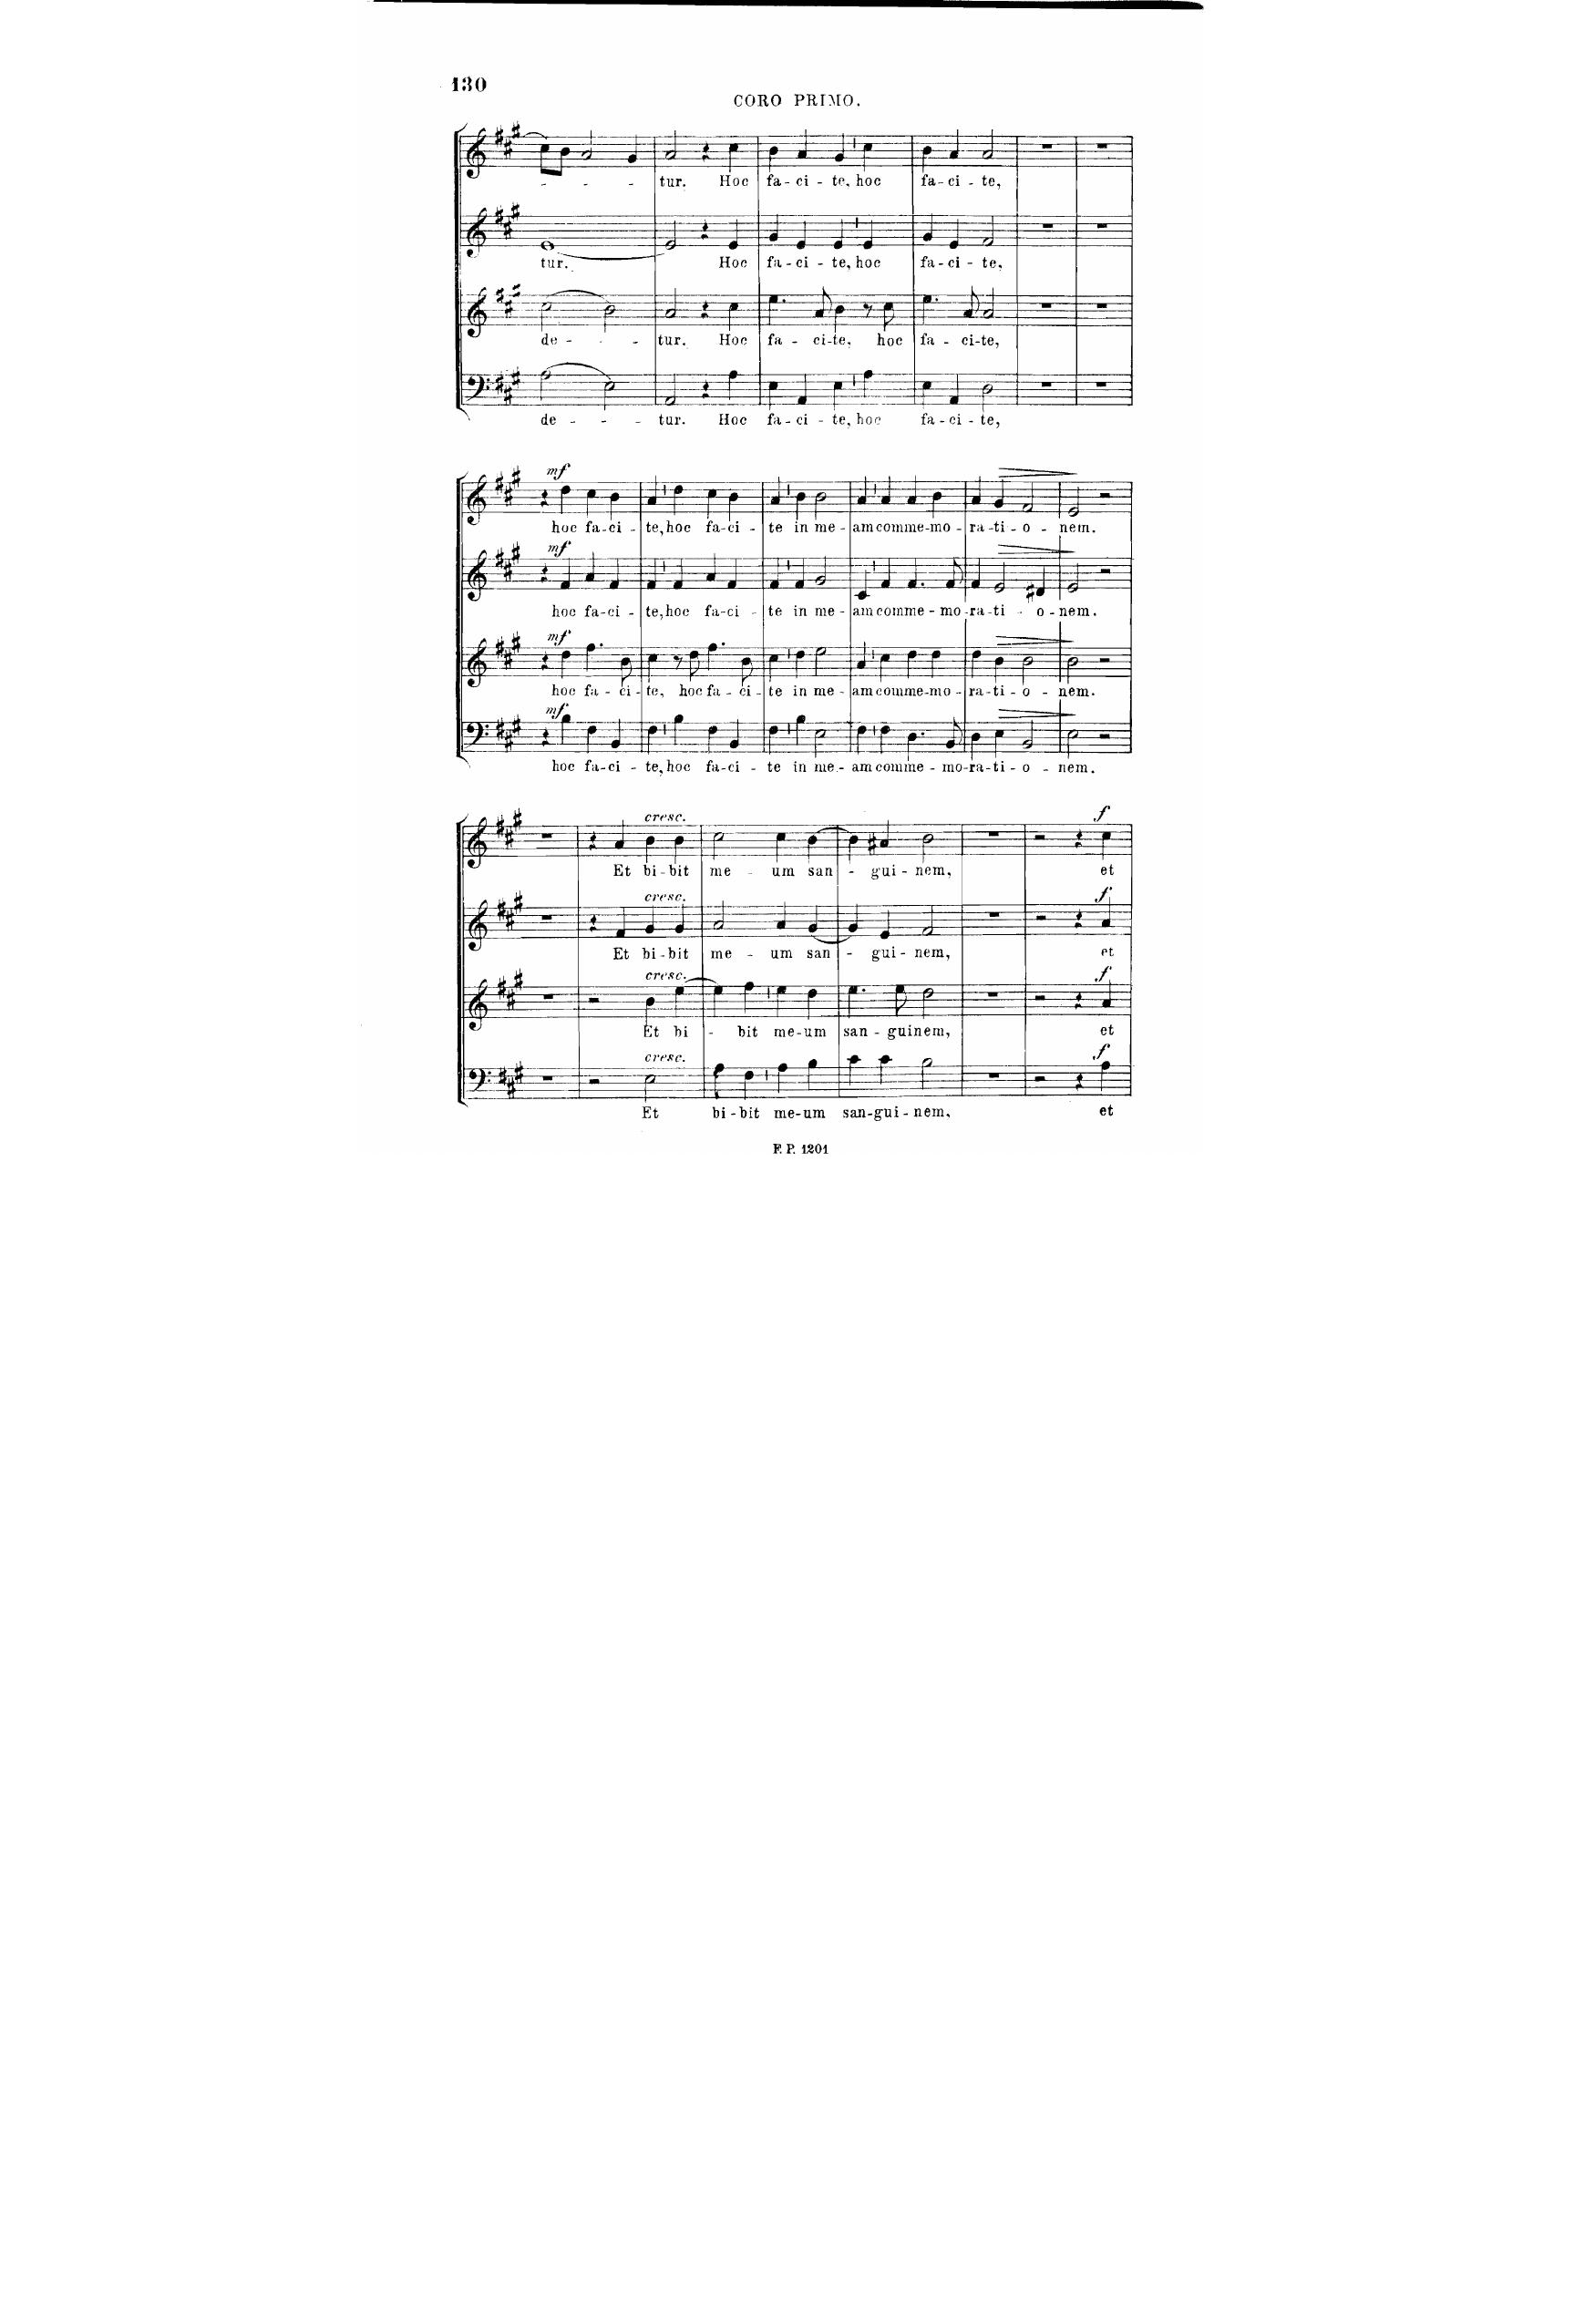 130
CORO PRIMO.
- - - tur. Hoc fa - ci - te, hoc fa - ci - te,
tur. Hoc fa - ci - te, hoc fa - ci - te,
de - - - tur. Hoc fa - ci-te, hoc fa - ci-te,
de - - - tur. Hoc fa - ci - te, hoc fa - ci - te,
mf
hoc fa-ci - te, hoc fa-ci - te in me - am comme-mo - ra-ti - o - nem.
mf
hoc fa-ci - te, hoc fa-ci - te in me - am comme - mo-ra-ti - o - nem.
mf
hoc fa - ci - te, hoc fa - ci - te in me - am comme-mo - ra-ti - o - nem.
mf
hoc fa-ci - te, hoc fa-ci - te in me - am comme - mo-ra-ti - o - nem.
cresc. f
Et bi - bit me - um san - gui - nem, et
cresc. f
Et bi - bit me - um san - gui - nem, et
cresc. f
Et bi - bit me-um san - guinem, et
cresc. f
Et bi - bit me-um san-gui - nem, et
F. P. 1201